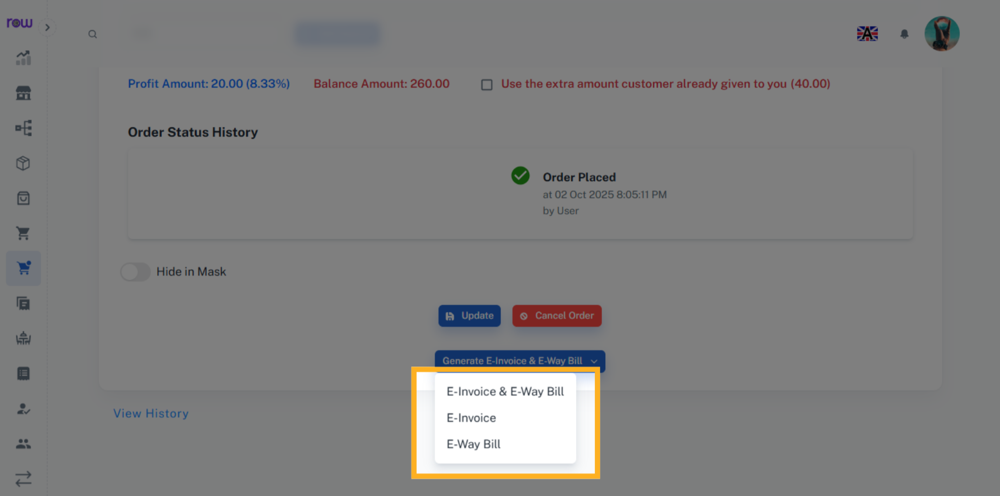 row
A
Profit Amount: 20.00 (8.33%) Balance Amount: 260.00 Use the extra amount customer already given to you (40.00)
Order Status History
Order Placed
at 02 Oct 2025 8:05:11 PM
by User
Hide in Mask
Update Cancel Order
Generate E-Invoice & E-Way Bill
E-Invoice & E-Way Bill
E-Invoice
E-Way Bill
View History